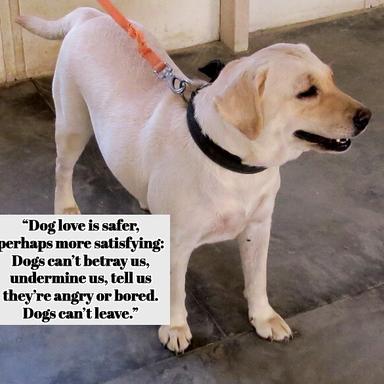 “Dog love is safer,
perhaps more satisfying:
Dogs can’t betray us,
undermine us, tell us
they’re angry or bored.
Dogs can’t leave.”